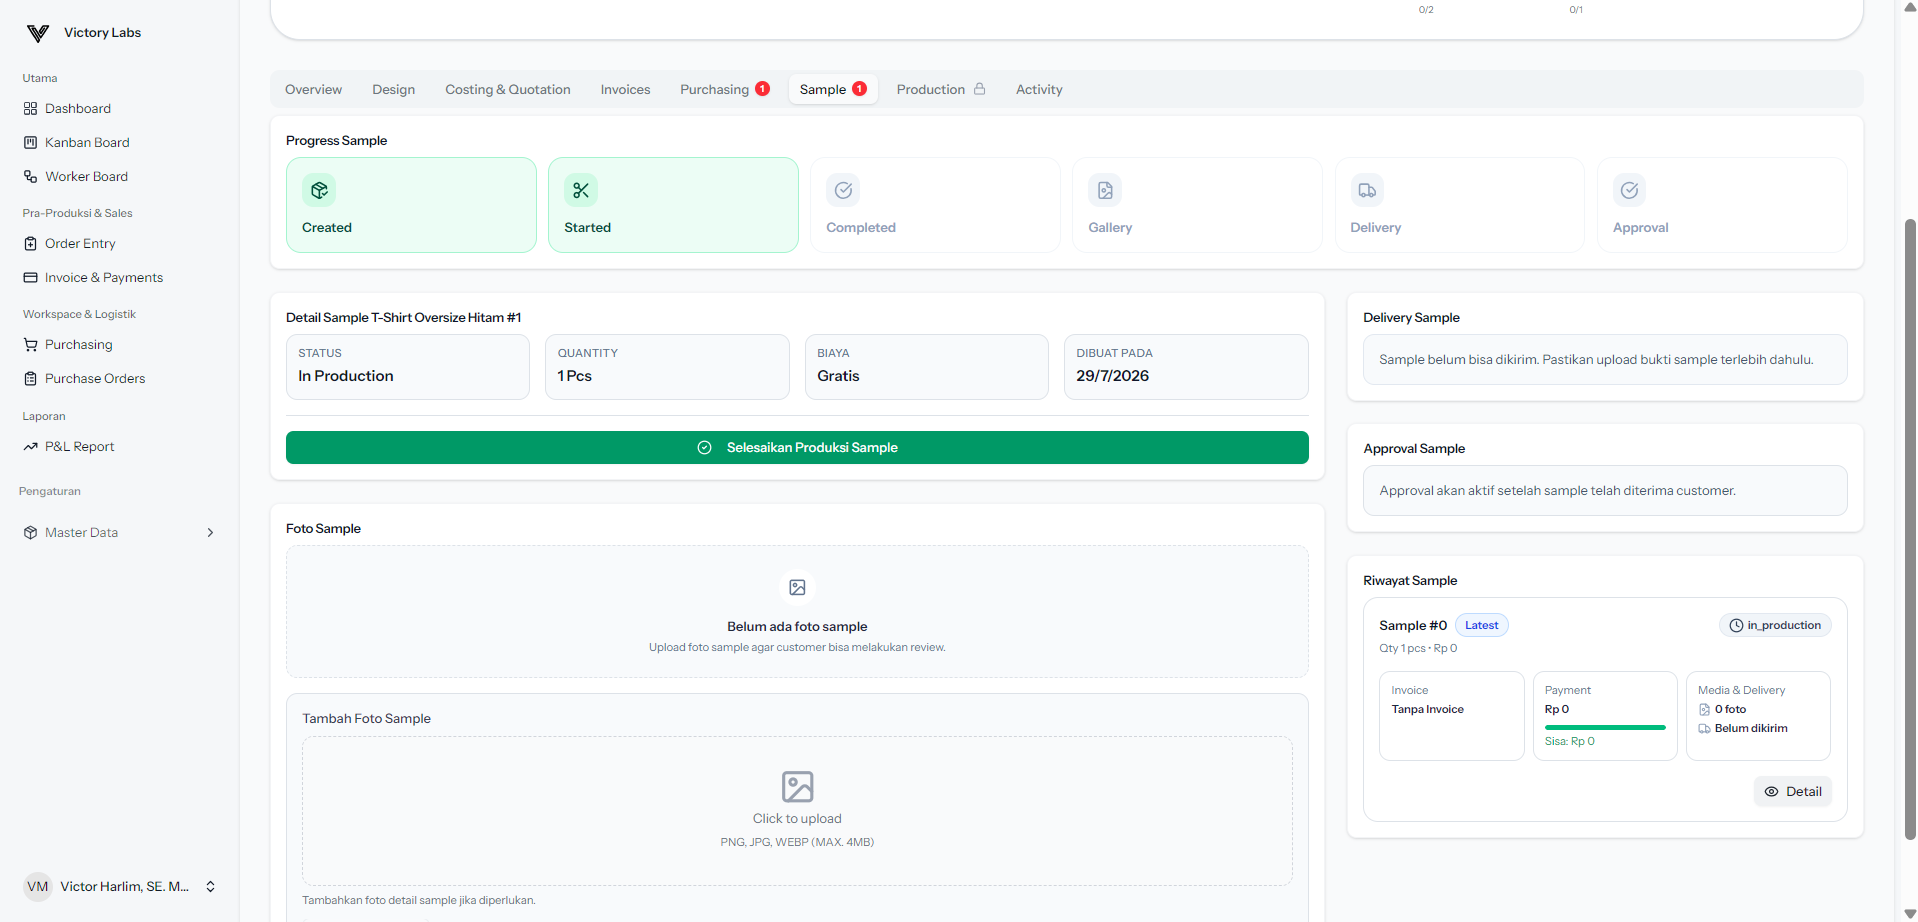 Victory Labs
Utama
Dashboard
Kanban Board
Worker Board
Pra-Produksi & Sales
Order Entry
Invoice & Payments
Workspace & Logistik
Purchasing
Purchase Orders
Laporan
P&L Report
Pengaturan
Master Data
VM Victor Harlim, SE. M...
0/2 0/1
Overview Design Costing & Quotation Invoices Purchasing 1 Sample 1 Production Activity
Progress Sample
Created Started Completed Gallery Delivery Approval
Detail Sample T-Shirt Oversize Hitam #1
STATUS
In Production
QUANTITY
1 Pcs
BIAYA
Gratis
DIBUAT PADA
29/7/2026
Selesaikan Produksi Sample
Foto Sample
Belum ada foto sample
Upload foto sample agar customer bisa melakukan review.
Tambah Foto Sample
Click to upload
PNG, JPG, WEBP (MAX. 4MB)
Tambahkan foto detail sample jika diperlukan.
Delivery Sample
Sample belum bisa dikirim. Pastikan upload bukti sample terlebih dahulu.
Approval Sample
Approval akan aktif setelah sample telah diterima customer.
Riwayat Sample
Sample #0 Latest in_production
Qty 1 pcs • Rp 0
Invoice
Tanpa Invoice
Payment
Rp 0
Sisa: Rp 0
Media & Delivery
0 foto
Belum dikirim
Detail